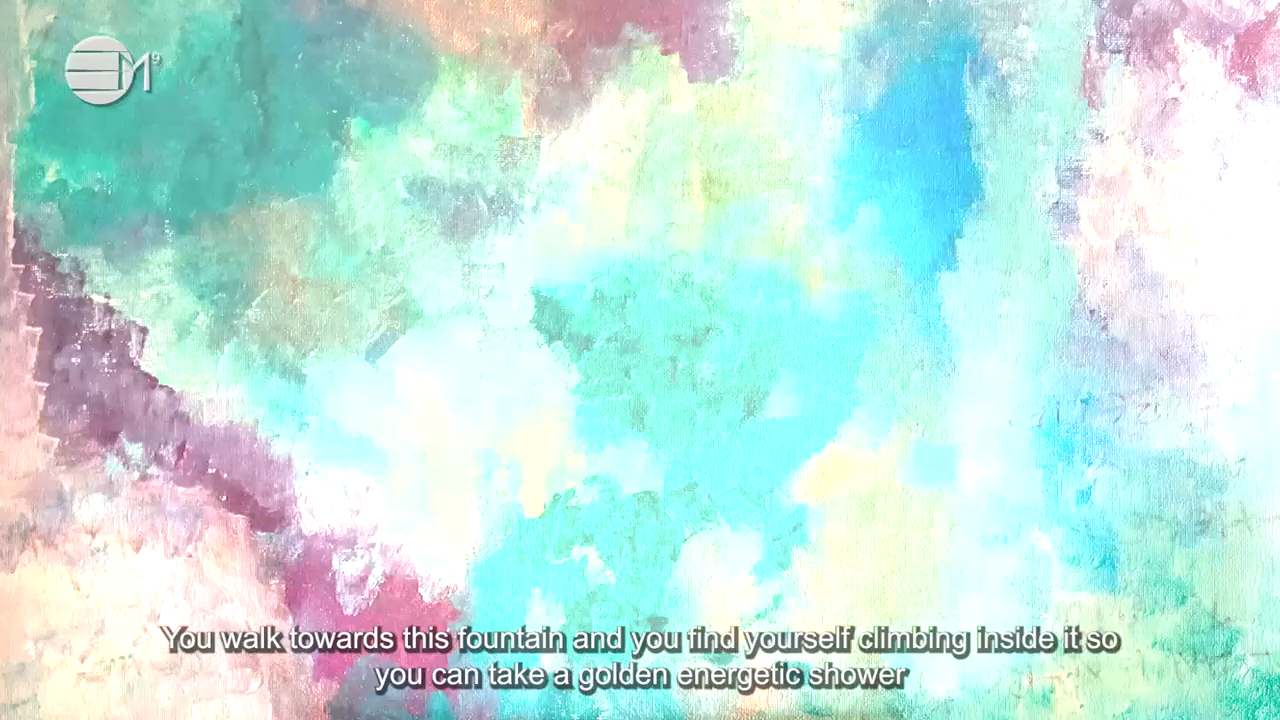 EM9
You walk towards this fountain and you find yourself climbing inside it so
you can take a golden energetic shower